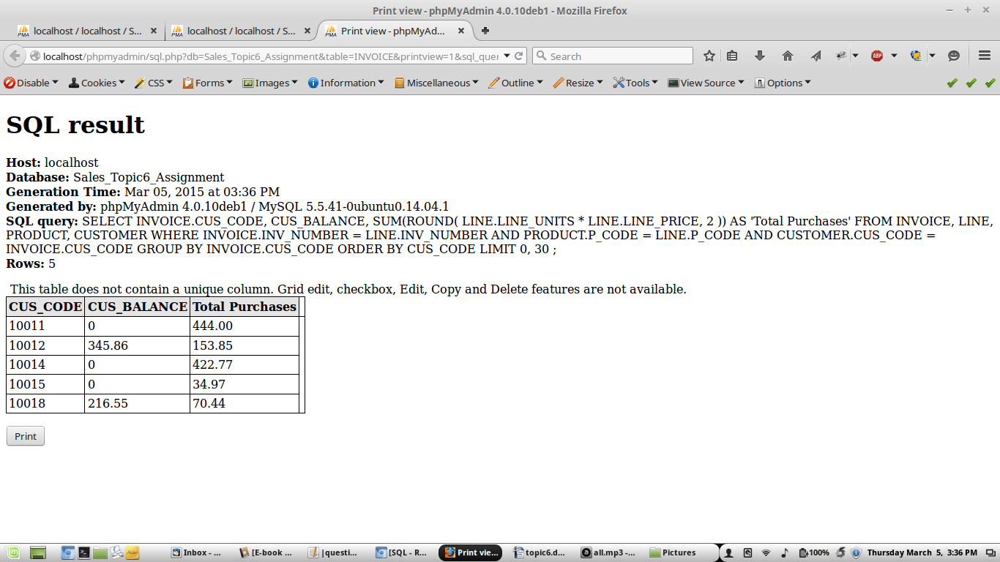 Print view - phpMyAdmin 4.0.10deb1 - Mozilla Firefox
localhost / localhost / S...
localhost / localhost / S...
Print view - phpMyAd...
localhost/phpmyadmin/sql.php?db=Sales_Topic6_Assignment&table=INVOICE&printview=1&sql_quer
Search
Disable Cookies CSS Forms Images Information Miscellaneous Outline Resize Tools View Source Options
SQL result
Host: localhost
Database: Sales_Topic6_Assignment
Generation Time: Mar 05, 2015 at 03:36 PM
Generated by: phpMyAdmin 4.0.10deb1 / MySQL 5.5.41-0ubuntu0.14.04.1
SQL query: SELECT INVOICE.CUS_CODE, CUS_BALANCE, SUM(ROUND( LINE.LINE_UNITS * LINE.LINE_PRICE, 2 )) AS 'Total Purchases' FROM INVOICE, LINE,
PRODUCT, CUSTOMER WHERE INVOICE.INV_NUMBER = LINE.INV_NUMBER AND PRODUCT.P_CODE = LINE.P_CODE AND CUSTOMER.CUS_CODE =
INVOICE.CUS_CODE GROUP BY INVOICE.CUS_CODE ORDER BY CUS_CODE LIMIT 0, 30 ;
Rows: 5
This table does not contain a unique column. Grid edit, checkbox, Edit, Copy and Delete features are not available.
CUS_CODE CUS_BALANCE Total Purchases
10011 0 444.00
10012 345.86 153.85
10014 0 422.77
10015 0 34.97
10018 216.55 70.44
Print
Inbox - ... [E-book ... |questi... [SQL - R... Print vie... topic6.d... all.mp3 -... Pictures 100% Thursday March 5, 3:36 PM